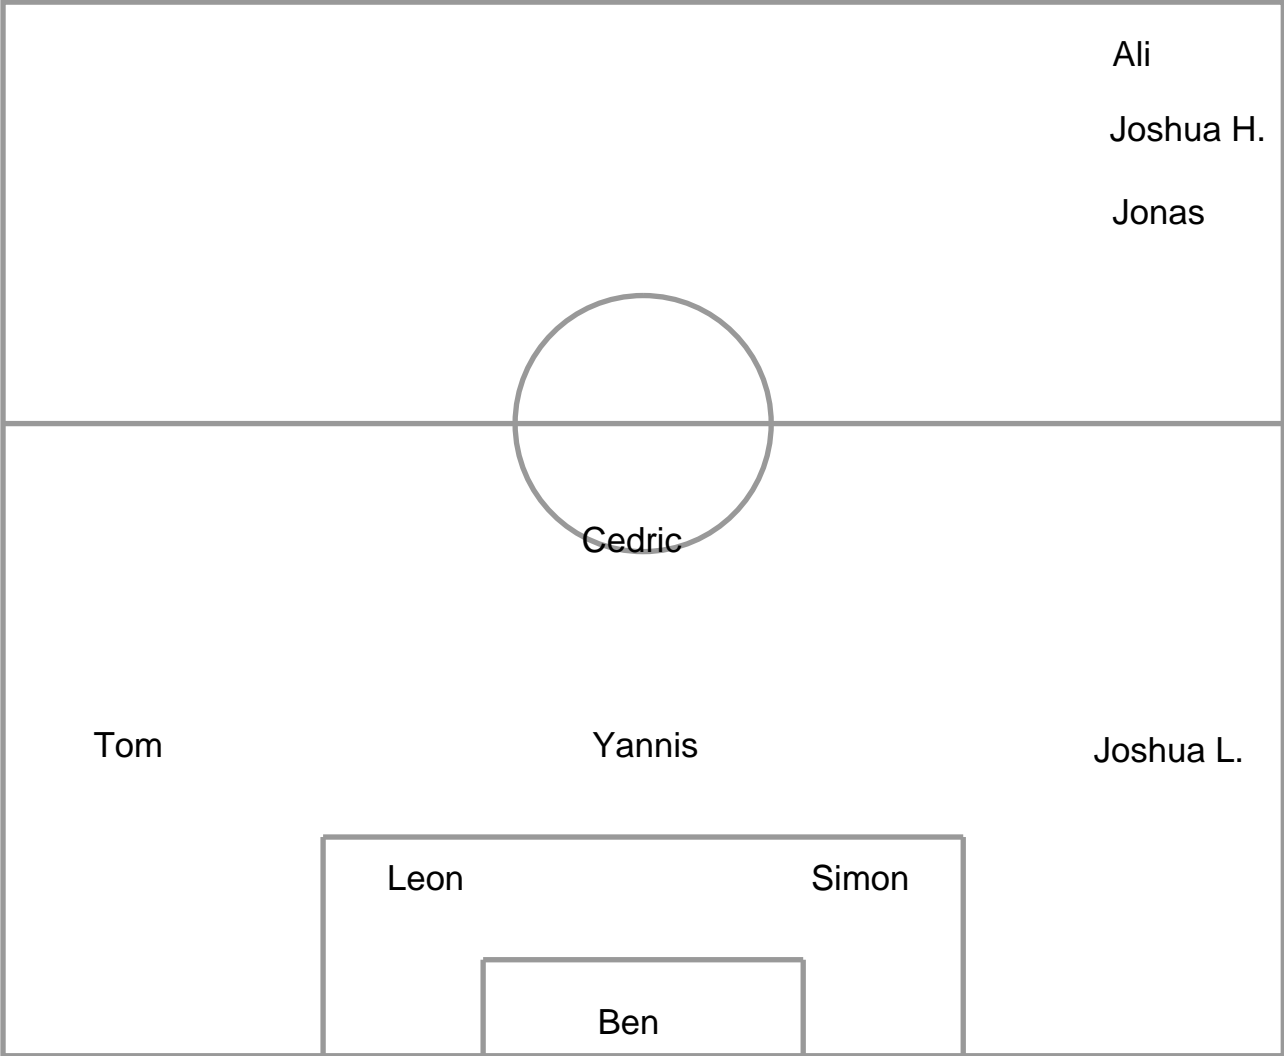 Ali
Joshua H.
Jonas
Cedric
Tom
Yannis
Joshua L.
Leon
Simon
Ben